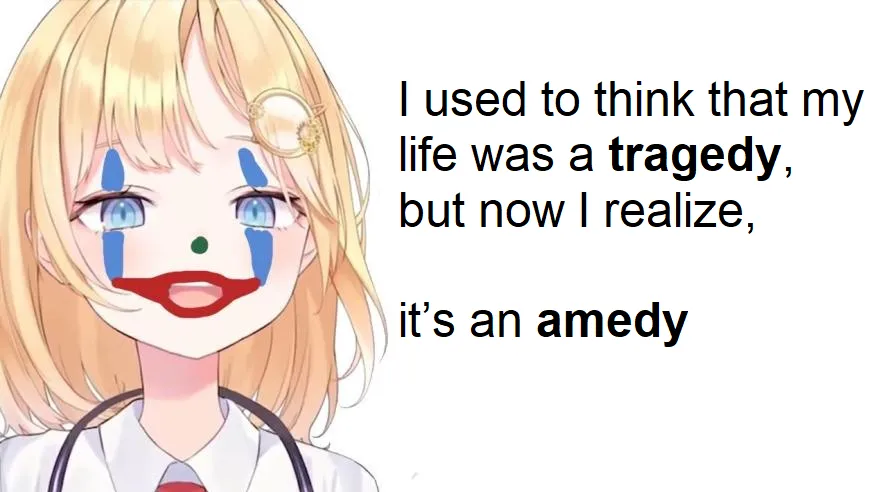 I used to think that my
life was a tragedy,
but now I realize,
it’s an amedy